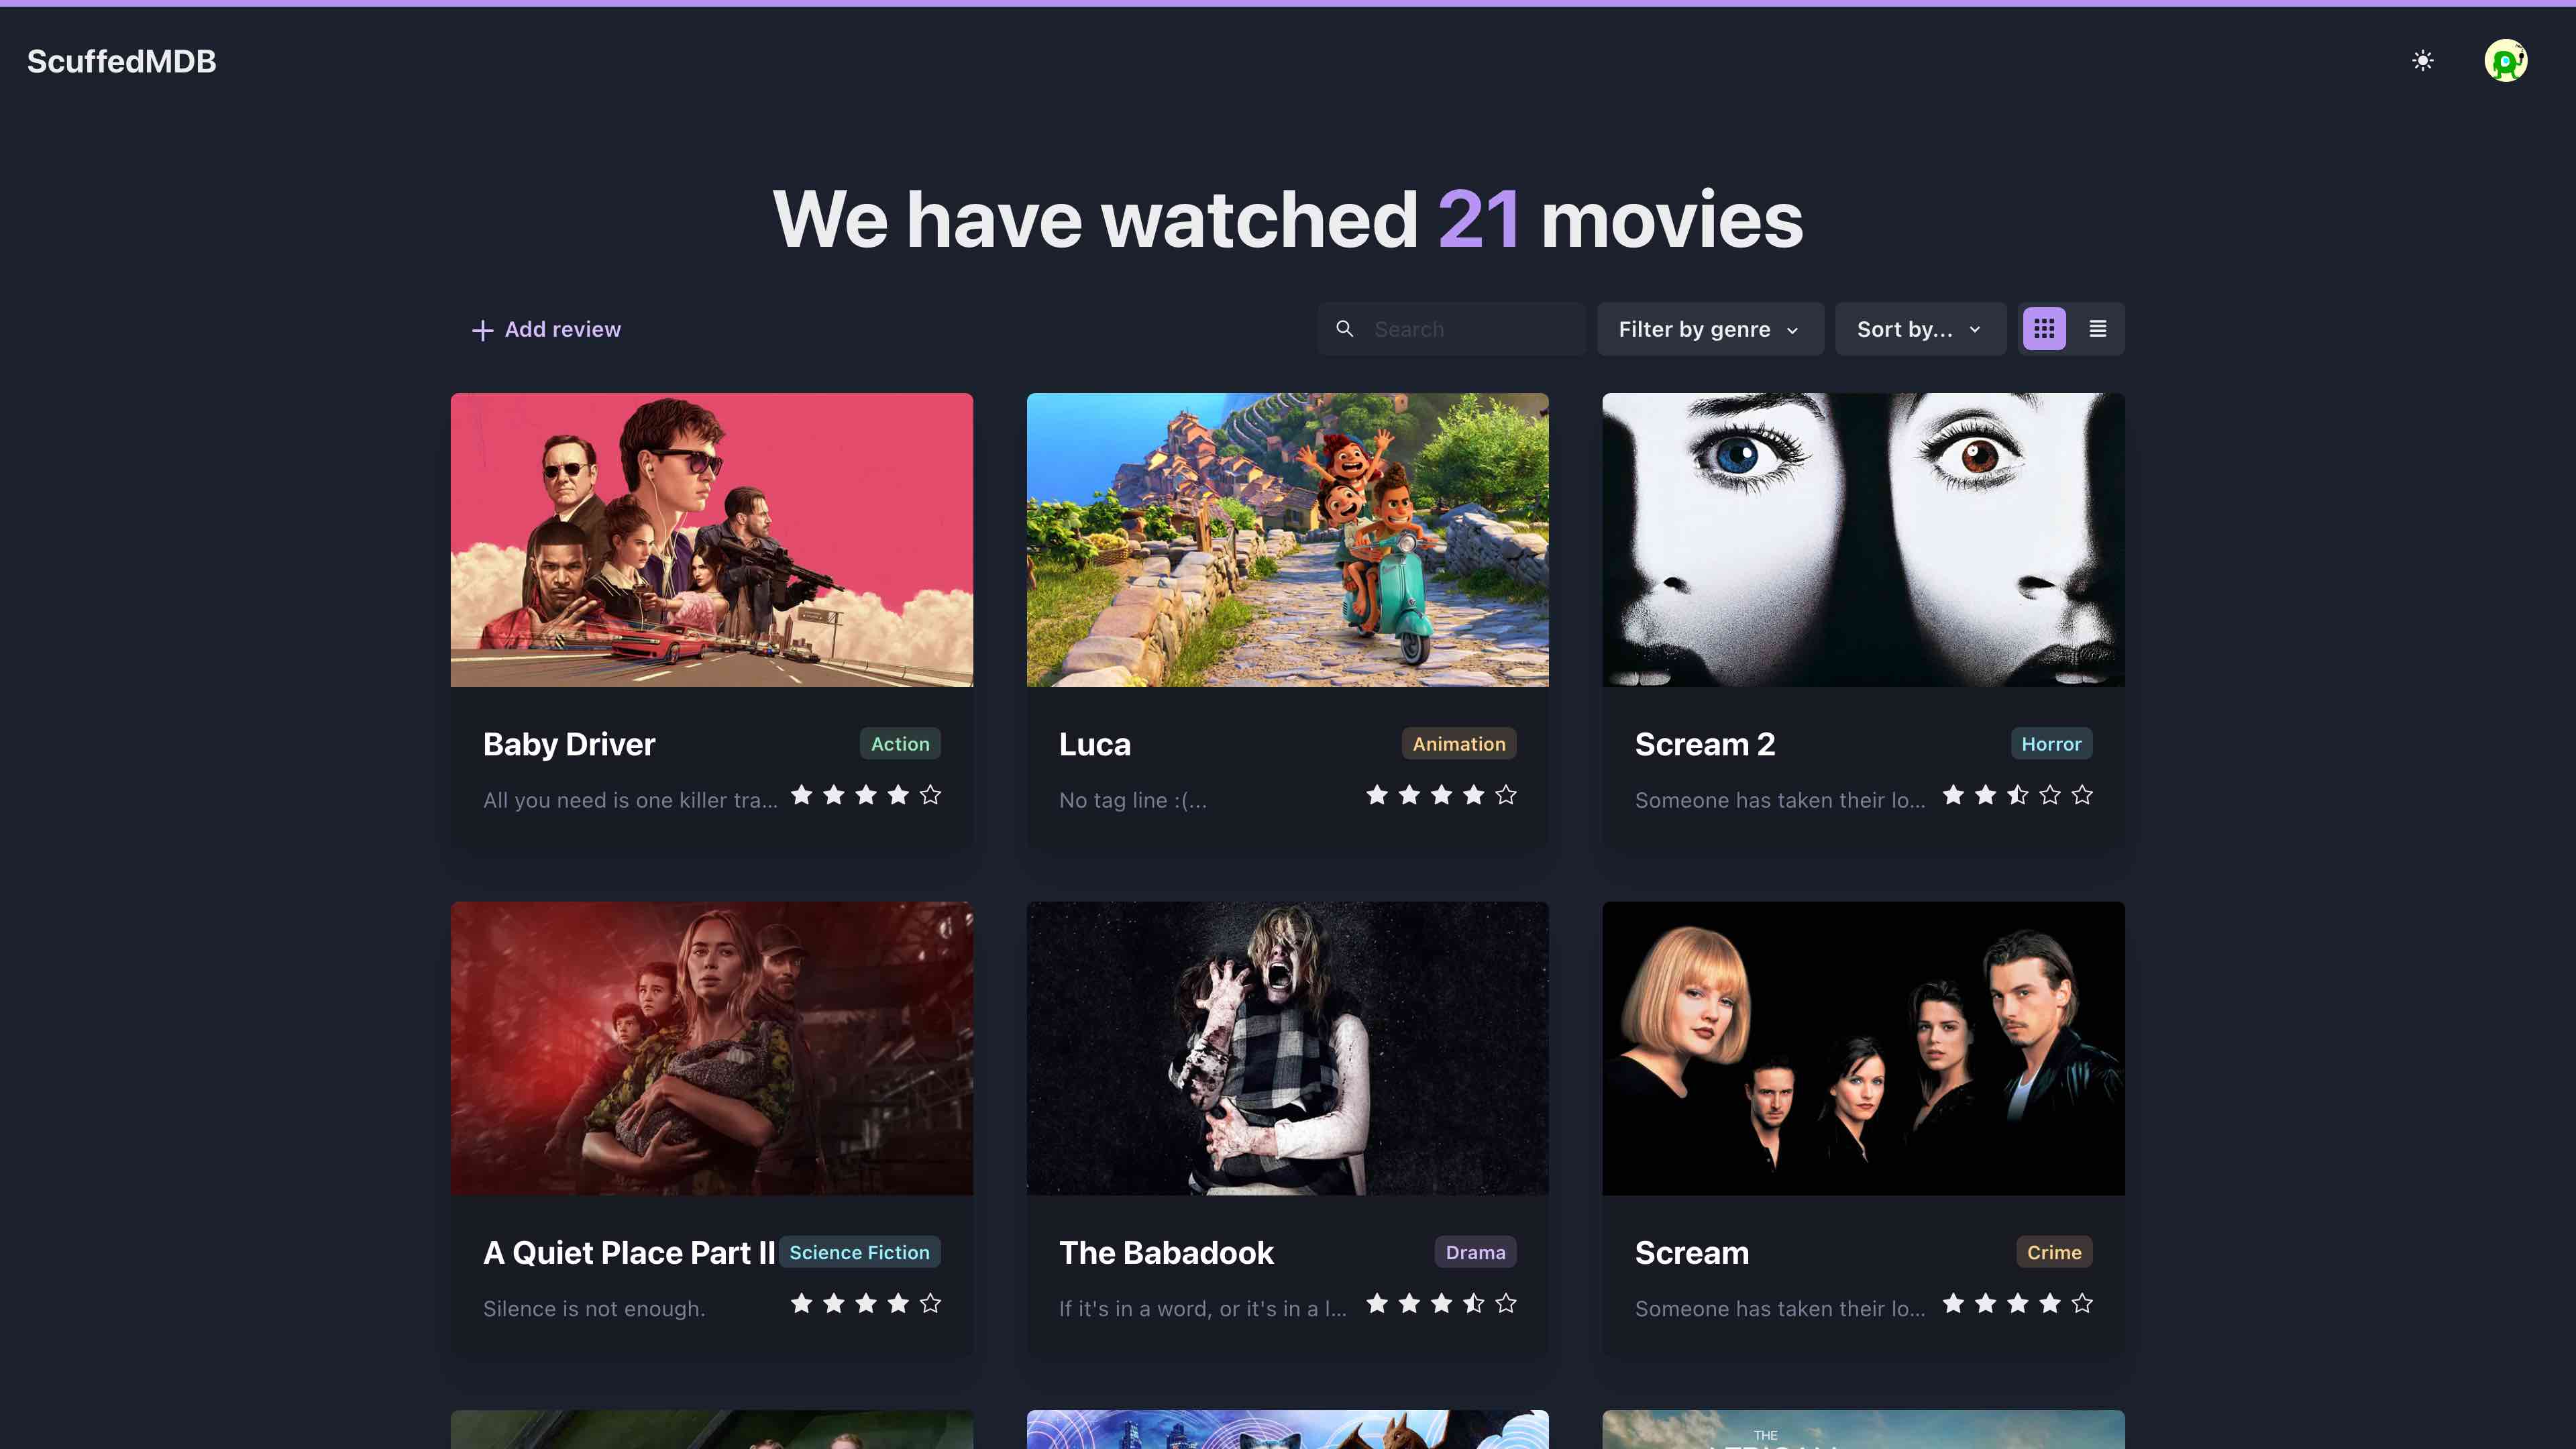 ScuffedMDB
We have watched 21 movies
Add review
Search
Filter by genre
Sort by...
Baby Driver
Action
All you need is one killer tra...
Luca
Animation
No tag line :(...
Scream 2
Horror
Someone has taken their lo...
A Quiet Place Part II
Science Fiction
Silence is not enough.
The Babadook
Drama
If it's in a word, or it's in a l...
Scream
Crime
Someone has taken their lo...
THE